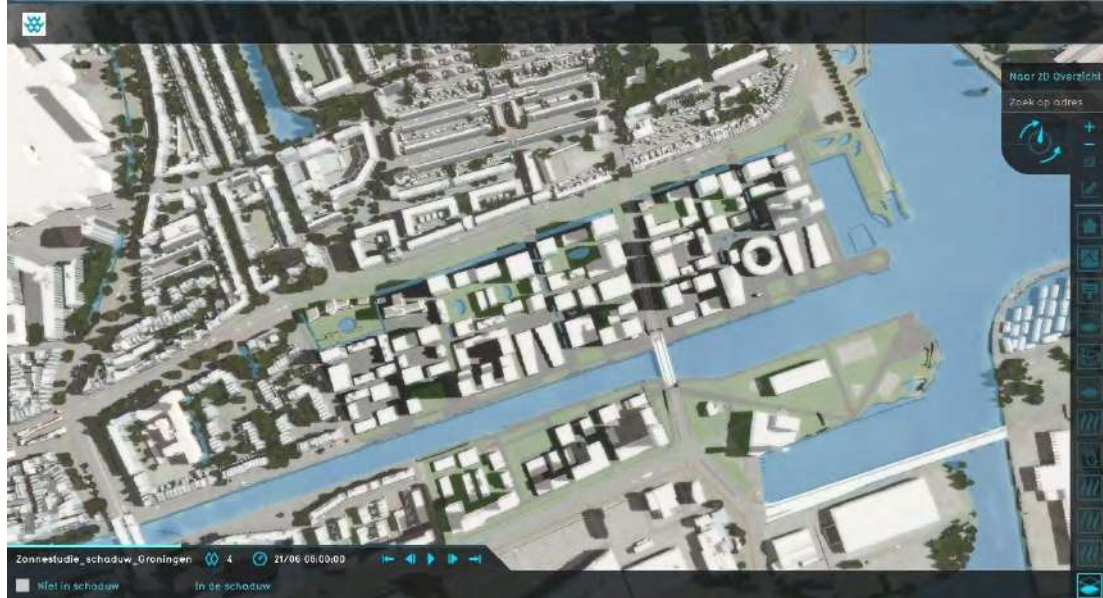 Naar 2D Overzicht
Zoek op adres
+
−
Zonnestudie_schaduw_Groningen 4 21/06 08:00:00
Niet in schaduw In de schaduw